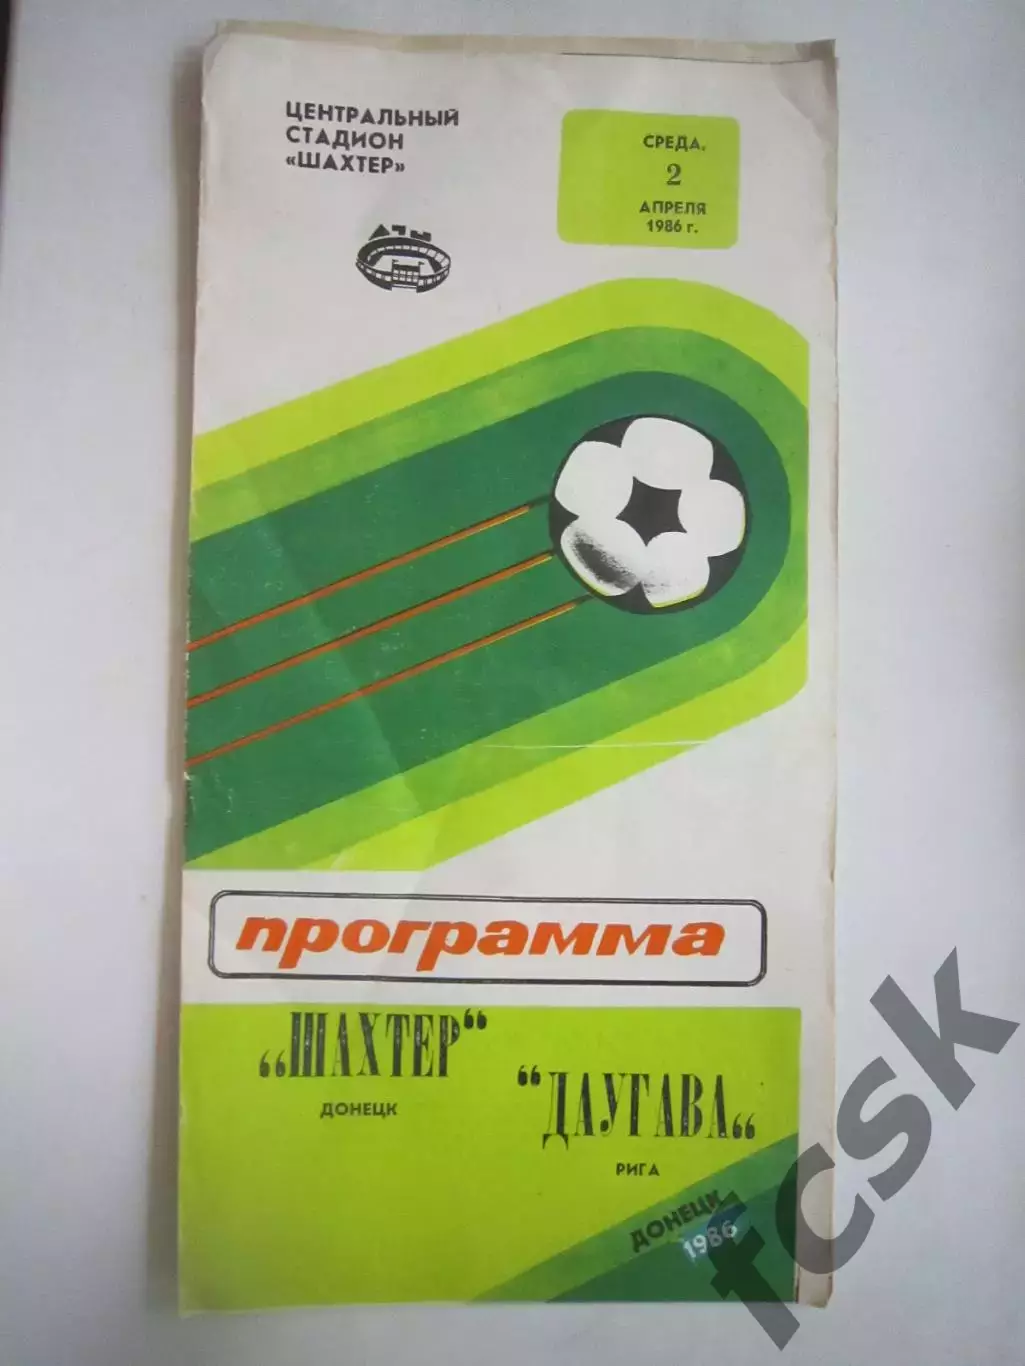 ЦЕНТРАЛЬНЫЙ
СТАДИОН
«ШАХТЕР»
СРЕДА,
2
АПРЕЛЯ
1986 г.
программа
„ШАХТЕР“
ДОНЕЦК
"ДАУГАВА„
РИГА
ДОНЕЦК
1986
fcsk